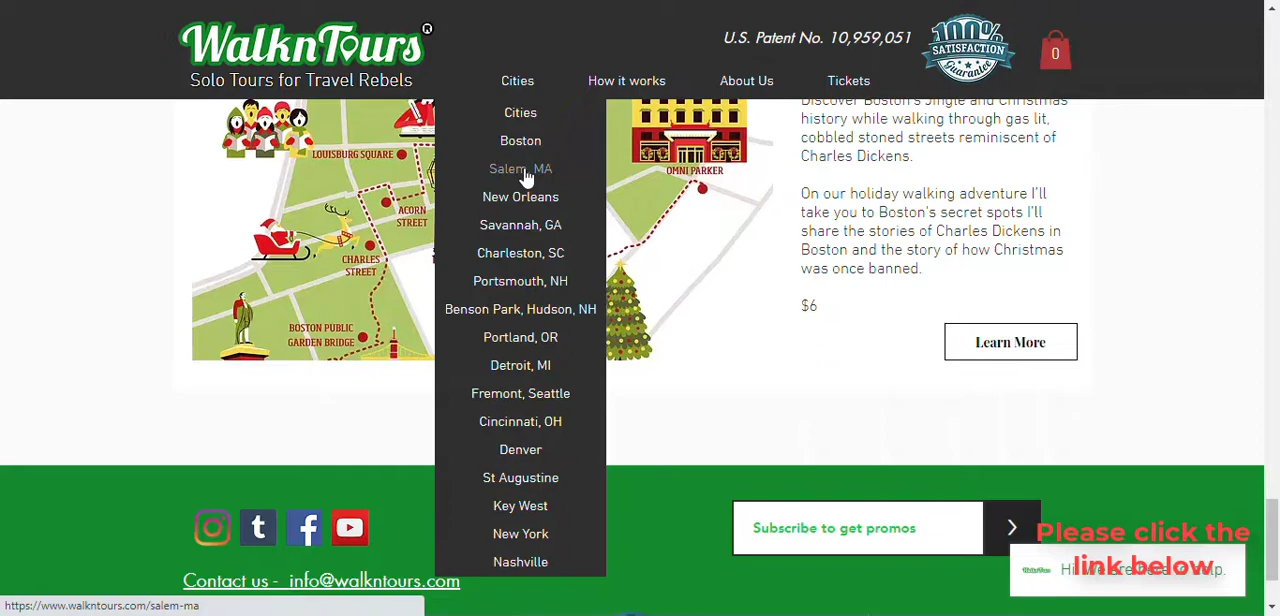 WalknTours®
Solo Tours for Travel Rebels
U.S. Patent No. 10,959,051
100%
SATISFACTION
Guarantee
0
Cities
How it works
About Us
Tickets
Cities
Boston
Salem, MA
New Orleans
Savannah, GA
Charleston, SC
Portsmouth, NH
Benson Park, Hudson, NH
Portland, OR
Detroit, MI
Fremont, Seattle
Cincinnati, OH
Denver
St Augustine
Key West
New York
Nashville
LOUISBURG SQUARE
ACORN
STREET
CHARLES
STREET
BOSTON PUBLIC
GARDEN BRIDGE
OMNI PARKER
Discover Boston's Jingle and Christmas
history while walking through gas lit,
cobbled stoned streets reminiscent of
Charles Dickens.
On our holiday walking adventure I'll
take you to Boston's secret spots I'll
share the stories of Charles Dickens in
Boston and the story of how Christmas
was once banned.
$6
Learn More
Subscribe to get promos
>
Please click the
link below
Contact us - info@walkntours.com
https://www.walkntours.com/salem-ma